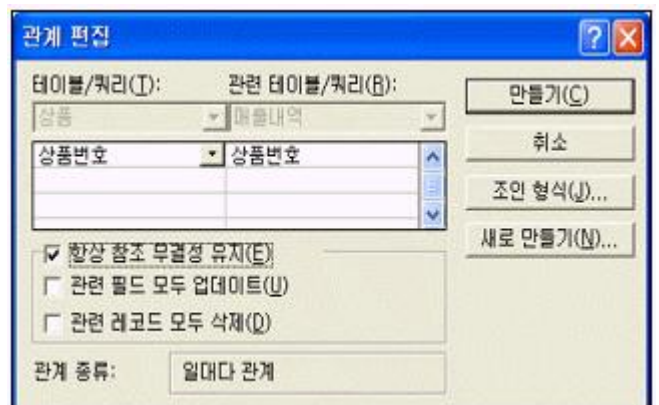 관계 편집
테이블/쿼리(T): 관련 테이블/쿼리(R):
상품 매출내역
상품번호 상품번호
항상 참조 무결성 유지(E)
관련 필드 모두 업데이트(U)
관련 레코드 모두 삭제(D)
관계 종류: 일대다 관계
만들기(C)
취소
조인 형식(J)...
새로 만들기(N)...